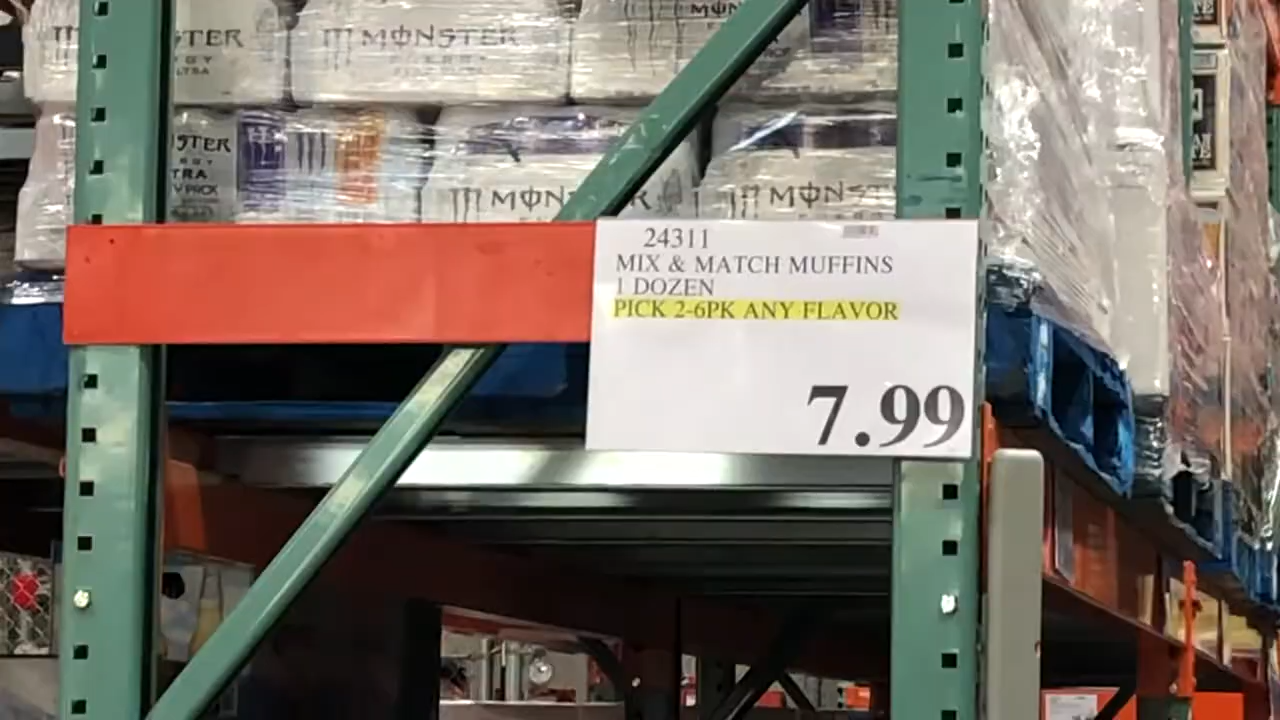 MONSTER
MONSTER
MONSTER
MONSTER
24311
MIX & MATCH MUFFINS
1 DOZEN
PICK 2-6PK ANY FLAVOR
7.99